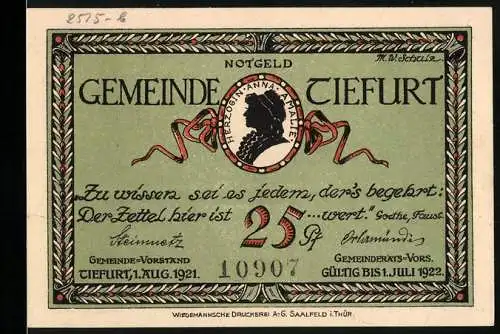 2515-6
M.W. Schulz.
NOTGELD
GEMEINDE TIEFURT
HERZOGIN · ANNA · AMALIE
„Zu wissen sei es jedem, der's begehrt:
Der Zettel hier ist 25 Pf ...wert." Goethe, Faust.
Steinmetz Orlamünde
GEMEINDE-VORSTAND GEMEINDERATS-VORS.
TIEFURT, 1. AUG. 1921. 10907 GÜLTIG BIS 1. JULI 1922.
WIEDEMANNSCHE DRUCKEREI A-G. SAALFELD i. THÜR.